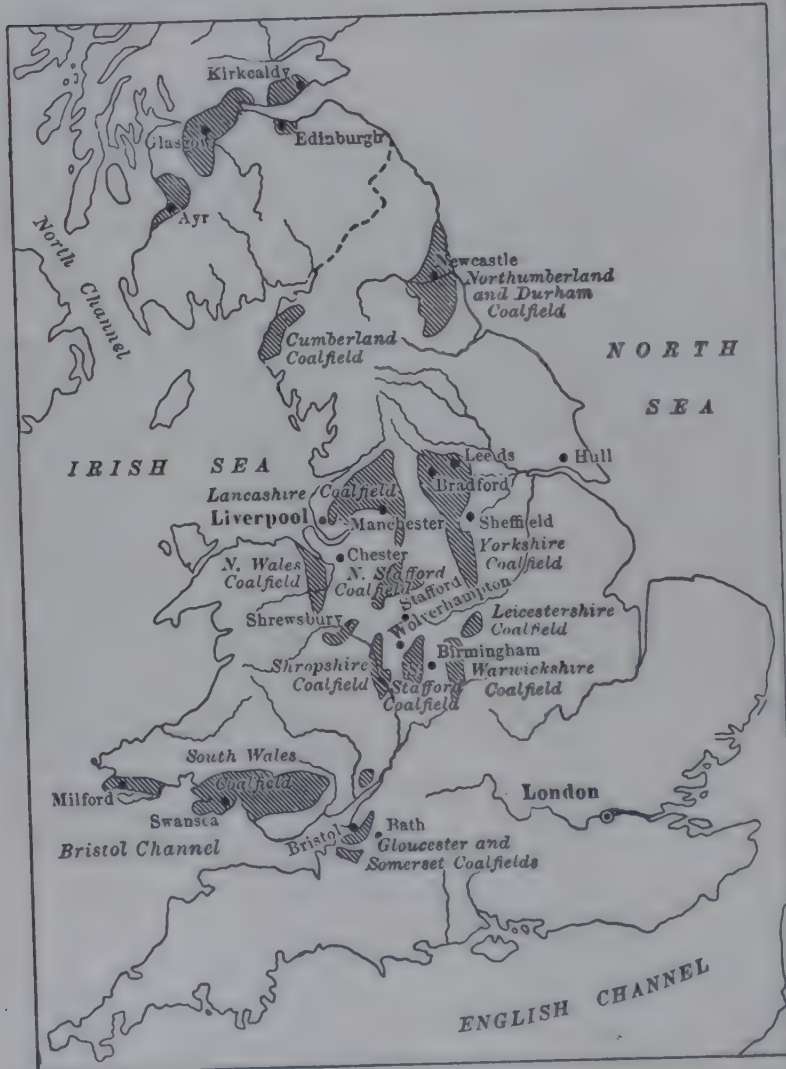 Kirkcaldy
Glasgow
Edinburgh
Ayr
North
Channel
Newcastle
Northumberland
and Durham
Coalfield
Cumberland
Coalfield
NORTH
SEA
IRISH SEA
Leeds
Hull
Bradford
Lancashire
Coalfield
Liverpool
Manchester
Sheffield
Yorkshire
Coalfield
Chester
N. Wales
Coalfield
N. Stafford
Coalfield
Stafford
Wolverhampton
Leicestershire
Coalfield
Shrewsbury
Birmingham
Shropshire
Coalfield
Stafford
Coalfield
Warwickshire
Coalfield
South Wales
Coalfield
Milford
Swansea
London
Bristol
Bath
Bristol Channel
Gloucester and
Somerset Coalfields
ENGLISH CHANNEL